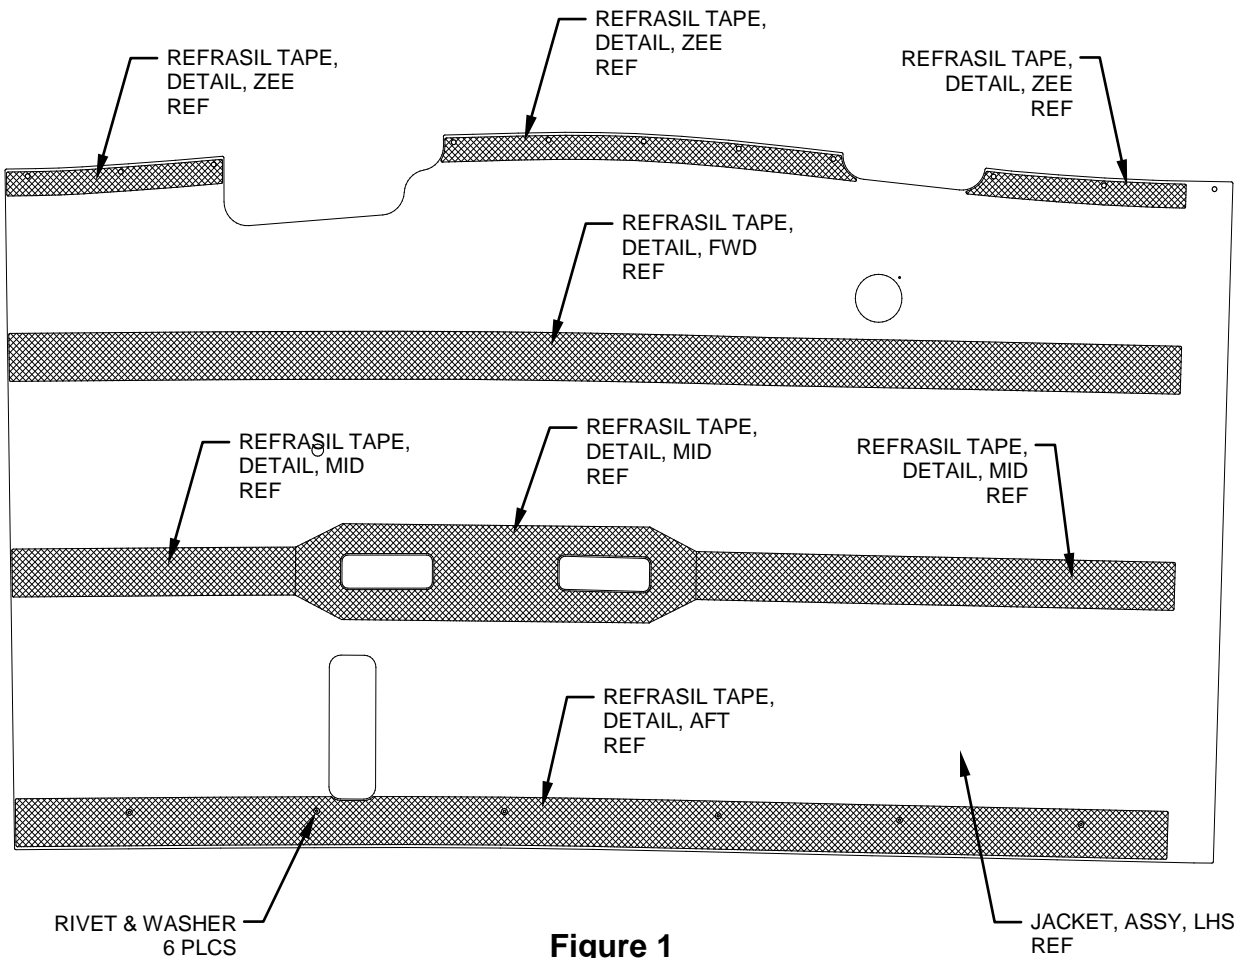 REFRASIL TAPE,
DETAIL, ZEE
REF
REFRASIL TAPE,
DETAIL, ZEE
REF
REFRASIL TAPE,
DETAIL, ZEE
REF
REFRASIL TAPE,
DETAIL, FWD
REF
REFRASIL TAPE,
DETAIL, MID
REF
REFRASIL TAPE,
DETAIL, MID
REF
REFRASIL TAPE,
DETAIL, MID
REF
REFRASIL TAPE,
DETAIL, AFT
REF
RIVET & WASHER
6 PLCS
JACKET, ASSY, LHS
REF
Figure 1